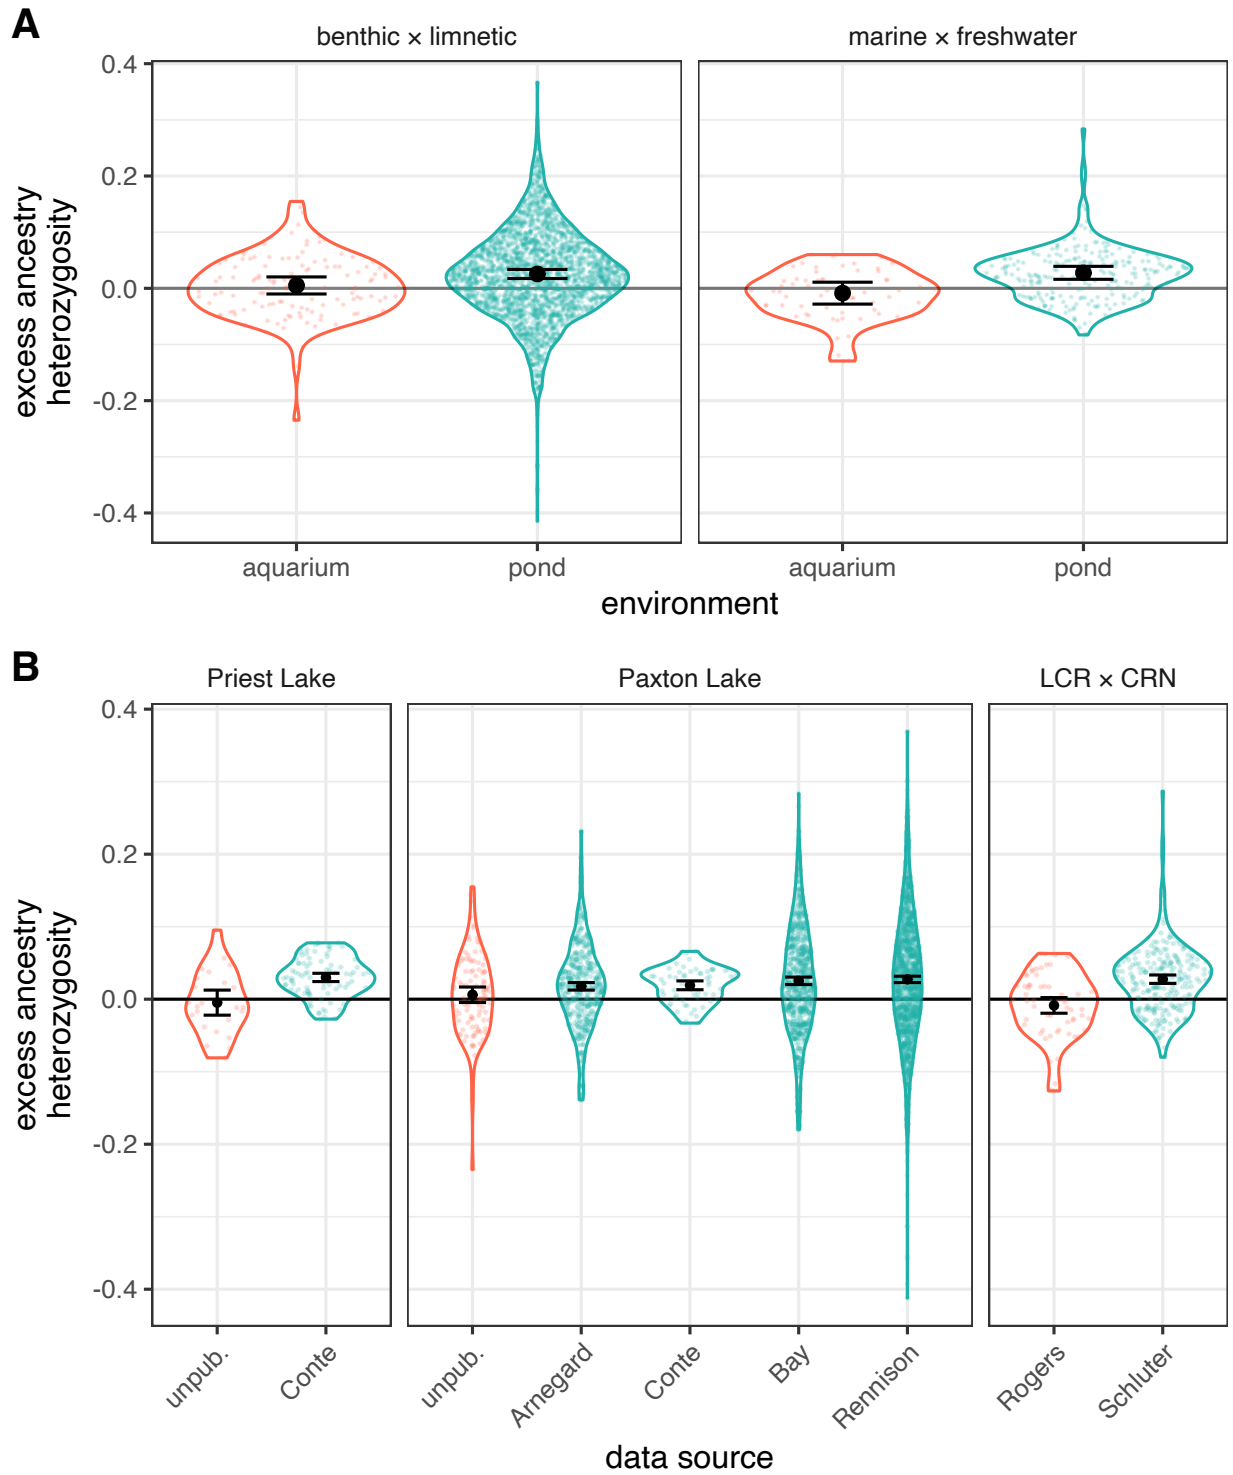 A
benthic × limnetic
marine × freshwater
0.4
0.2
0.0
-0.2
-0.4
excess ancestry
heterozygosity
aquarium
pond
aquarium
pond
environment
B
Priest Lake
Paxton Lake
LCR × CRN
0.4
0.2
0.0
-0.2
-0.4
excess ancestry
heterozygosity
unpub.
Conte
unpub.
Arnegard
Conte
Bay
Rennison
Rogers
Schluter
data source